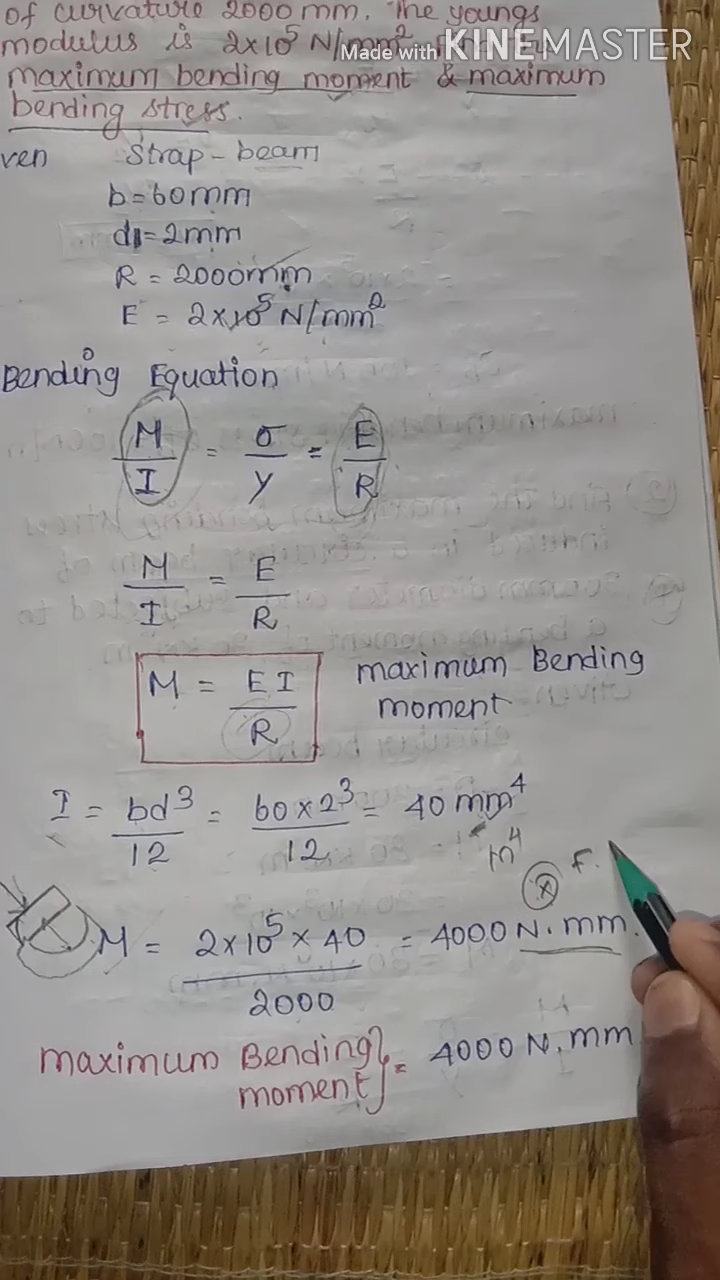 of curvature 2000 mm. The youngs
modulus is 2×10⁵ N/mm²
Made with KINEMASTER
maximum bending moment & maximum
bending stress.
ven Strap-beam
b=60mm
d=2mm
R = 2000mm
E = 2×10⁵ N/mm²
Bending Equation
M/I = σ/y = E/R
M/I = E/R
M = EI/R maximum Bending
moment
I = bd³/12 = 60×2³/12 = 40 mm⁴
m⁴
x F.
M = 2×10⁵×40/2000 = 4000 N.mm.
maximum Bending
moment} = 4000 N.mm